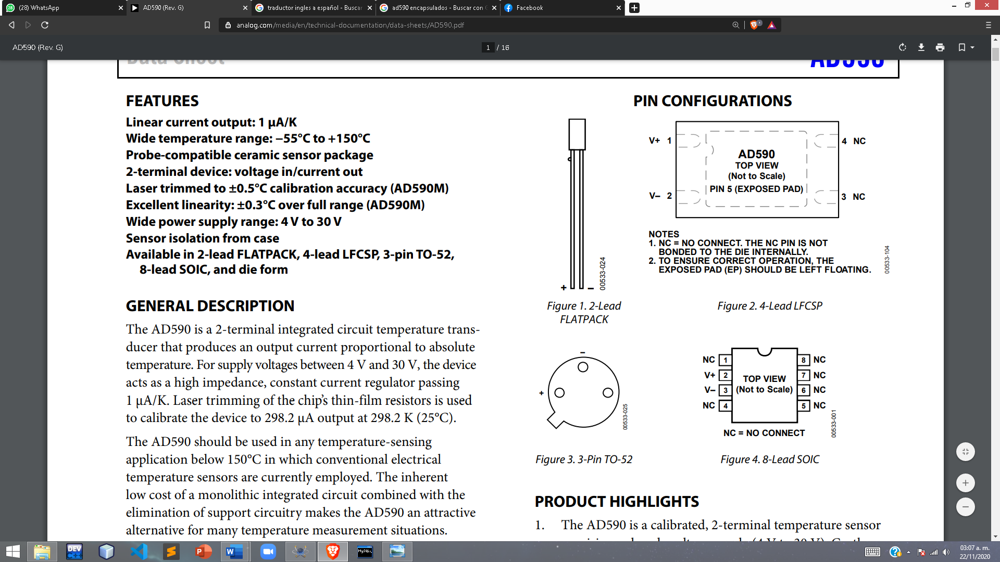 (28) WhatsApp
AD590 (Rev. G)
traductor ingles a español - Buscar
ad590 encapsulados - Buscar con
Facebook
analog.com/media/en/technical-documentation/data-sheets/AD590.pdf
AD590 (Rev. G)
1 / 16
Data Sheet
AD590
FEATURES
Linear current output: 1 μA/K
Wide temperature range: −55°C to +150°C
Probe-compatible ceramic sensor package
2-terminal device: voltage in/current out
Laser trimmed to ±0.5°C calibration accuracy (AD590M)
Excellent linearity: ±0.3°C over full range (AD590M)
Wide power supply range: 4 V to 30 V
Sensor isolation from case
Available in 2-lead FLATPACK, 4-lead LFCSP, 3-pin TO-52,
8-lead SOIC, and die form
GENERAL DESCRIPTION
The AD590 is a 2-terminal integrated circuit temperature trans-
ducer that produces an output current proportional to absolute
temperature. For supply voltages between 4 V and 30 V, the device
acts as a high impedance, constant current regulator passing
1 μA/K. Laser trimming of the chip's thin-film resistors is used
to calibrate the device to 298.2 μA output at 298.2 K (25°C).
The AD590 should be used in any temperature-sensing
application below 150°C in which conventional electrical
temperature sensors are currently employed. The inherent
low cost of a monolithic integrated circuit combined with the
elimination of support circuitry makes the AD590 an attractive
alternative for many temperature measurement situations.
PIN CONFIGURATIONS
+ −
00533-024
Figure 1. 2-Lead
FLATPACK
V+ 1
4 NC
AD590
TOP VIEW
(Not to Scale)
PIN 5 (EXPOSED PAD)
V− 2
3 NC
NOTES
1. NC = NO CONNECT. THE NC PIN IS NOT
BONDED TO THE DIE INTERNALLY.
2. TO ENSURE CORRECT OPERATION, THE
EXPOSED PAD (EP) SHOULD BE LEFT FLOATING.
00533-104
Figure 2. 4-Lead LFCSP
−
+
00533-025
Figure 3. 3-Pin TO-52
NC 1
8 NC
V+ 2
TOP VIEW
7 NC
V− 3
(Not to Scale)
6 NC
NC 4
5 NC
NC = NO CONNECT
00533-001
Figure 4. 8-Lead SOIC
PRODUCT HIGHLIGHTS
1. The AD590 is a calibrated, 2-terminal temperature sensor
DEV
C++
P
W
MySQL
03:07 a. m.
22/11/2020